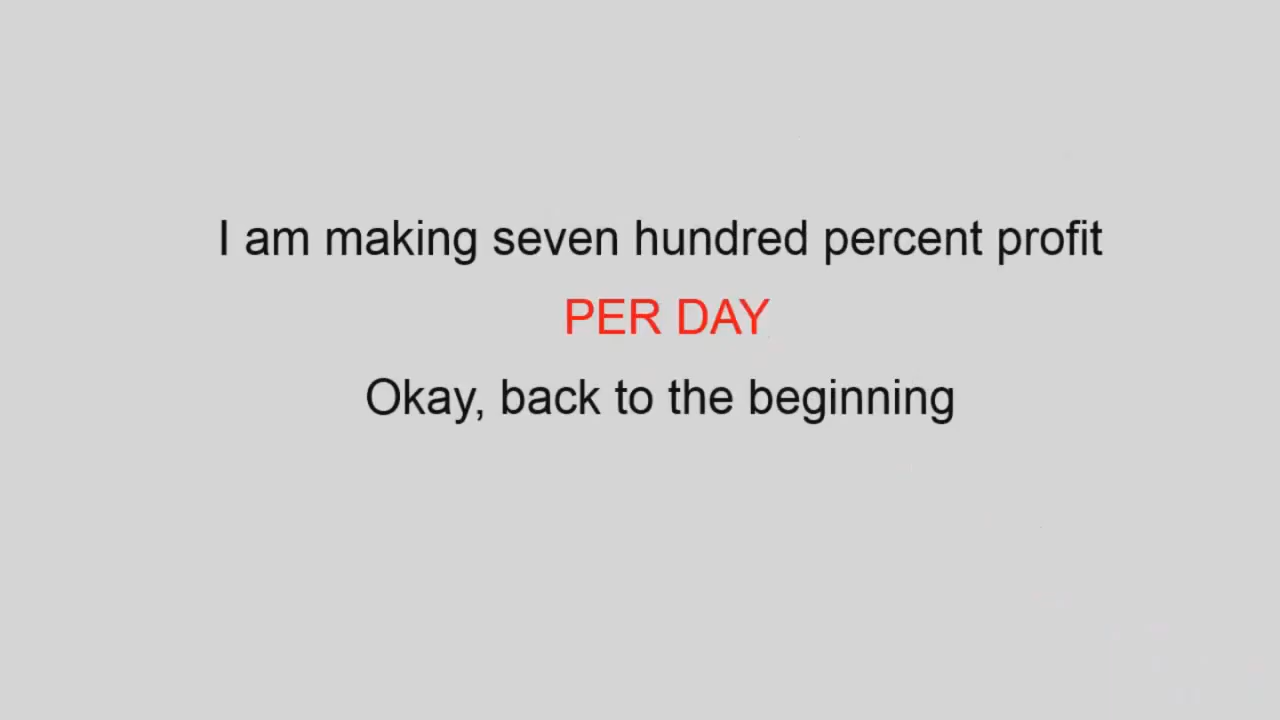 I am making seven hundred percent profit
PER DAY
Okay, back to the beginning